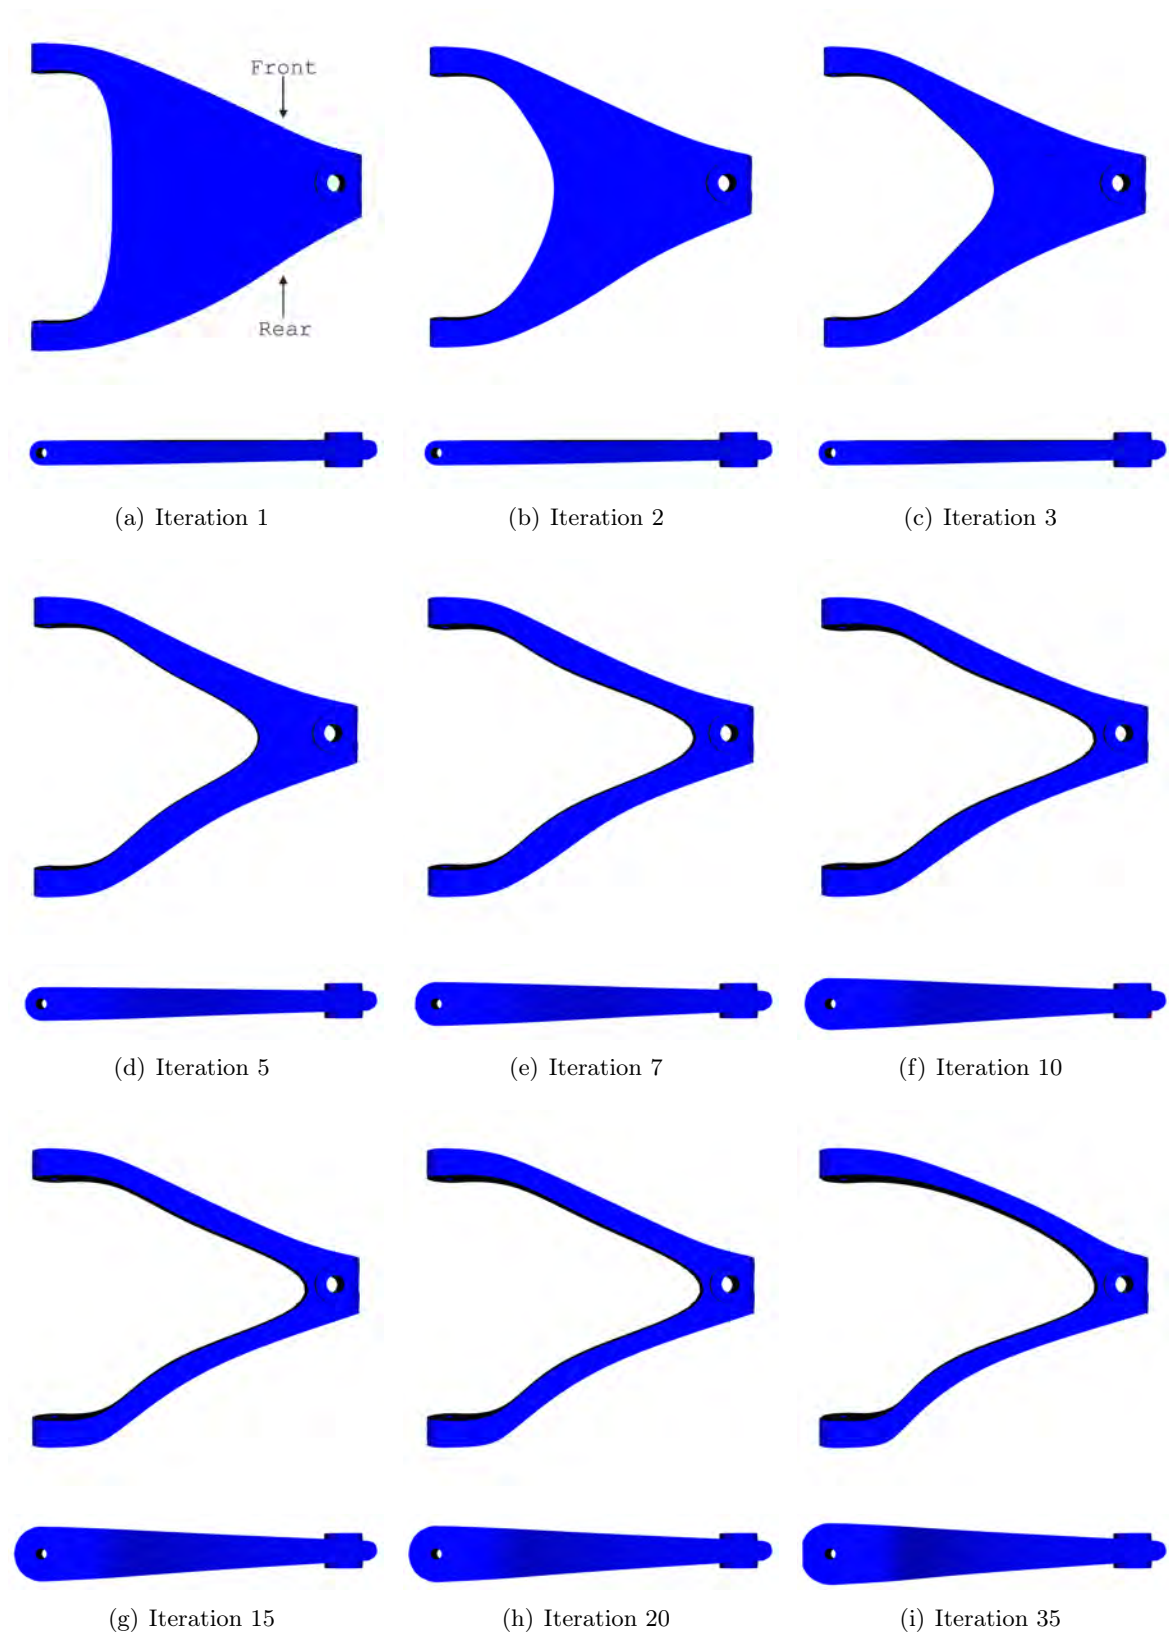 Front
Rear
(a) Iteration 1
(b) Iteration 2
(c) Iteration 3
(d) Iteration 5
(e) Iteration 7
(f) Iteration 10
(g) Iteration 15
(h) Iteration 20
(i) Iteration 35